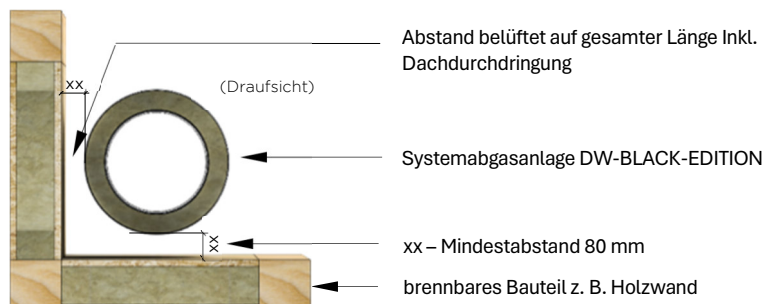 Abstand belüftet auf gesamter Länge Inkl.
Dachdurchdringung
xx
(Draufsicht)
Systemabgasanlage DW-BLACK-EDITION
xx
xx – Mindestabstand 80 mm
brennbares Bauteil z. B. Holzwand